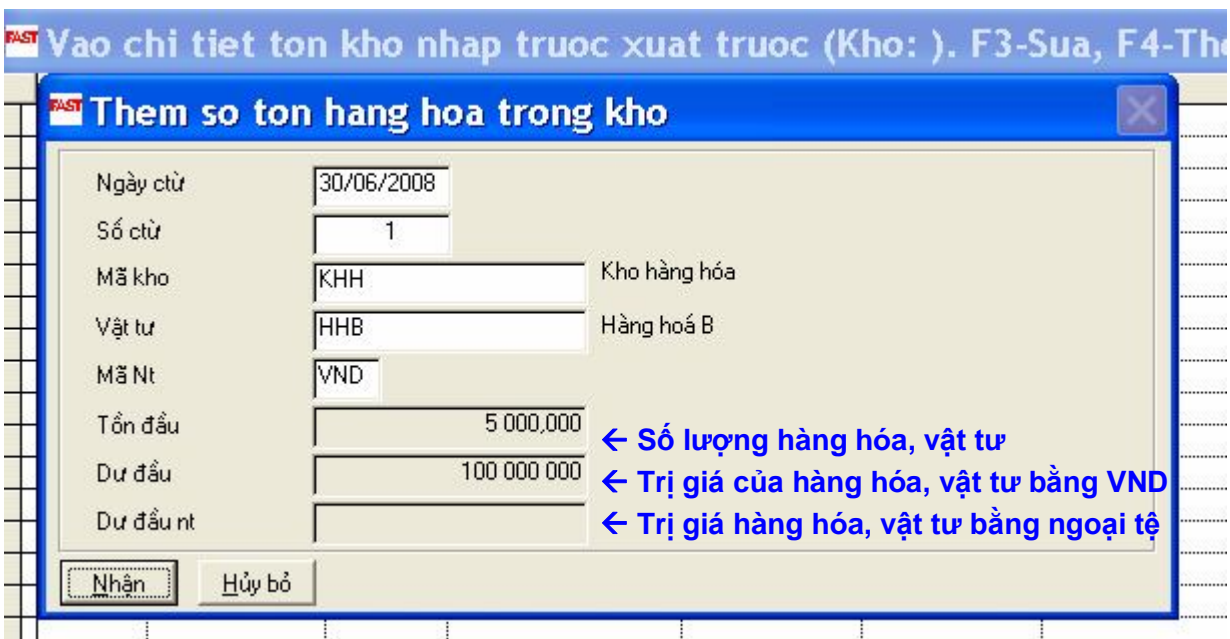 FAST Vao chi tiet ton kho nhap truoc xuat truoc (Kho: ). F3-Sua, F4-Th
FAST Them so ton hang hoa trong kho
Ngày ctừ 30/06/2008
Số ctừ 1
Mã kho KHH Kho hàng hóa
Vật tư HHB Hàng hoá B
Mã Nt VND
Tồn đầu 5 000,000 ← Số lượng hàng hóa, vật tư
Dư đầu 100 000 000 ← Trị giá của hàng hóa, vật tư bằng VND
Dư đầu nt ← Trị giá hàng hóa, vật tư bằng ngoại tệ
Nhận Hủy bỏ